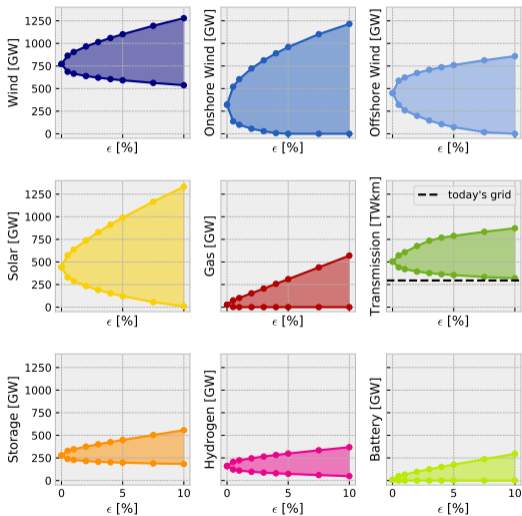 Wind [GW]
1250
1000
750
500
250
0
ϵ [%]
Onshore Wind [GW]
ϵ [%]
Offshore Wind [GW]
ϵ [%]
Solar [GW]
1250
1000
750
500
250
0
ϵ [%]
Gas [GW]
ϵ [%]
Transmission [TWkm]
today's grid
ϵ [%]
Storage [GW]
1250
1000
750
500
250
0
0 5 10
ϵ [%]
Hydrogen [GW]
0 5 10
ϵ [%]
Battery [GW]
0 5 10
ϵ [%]